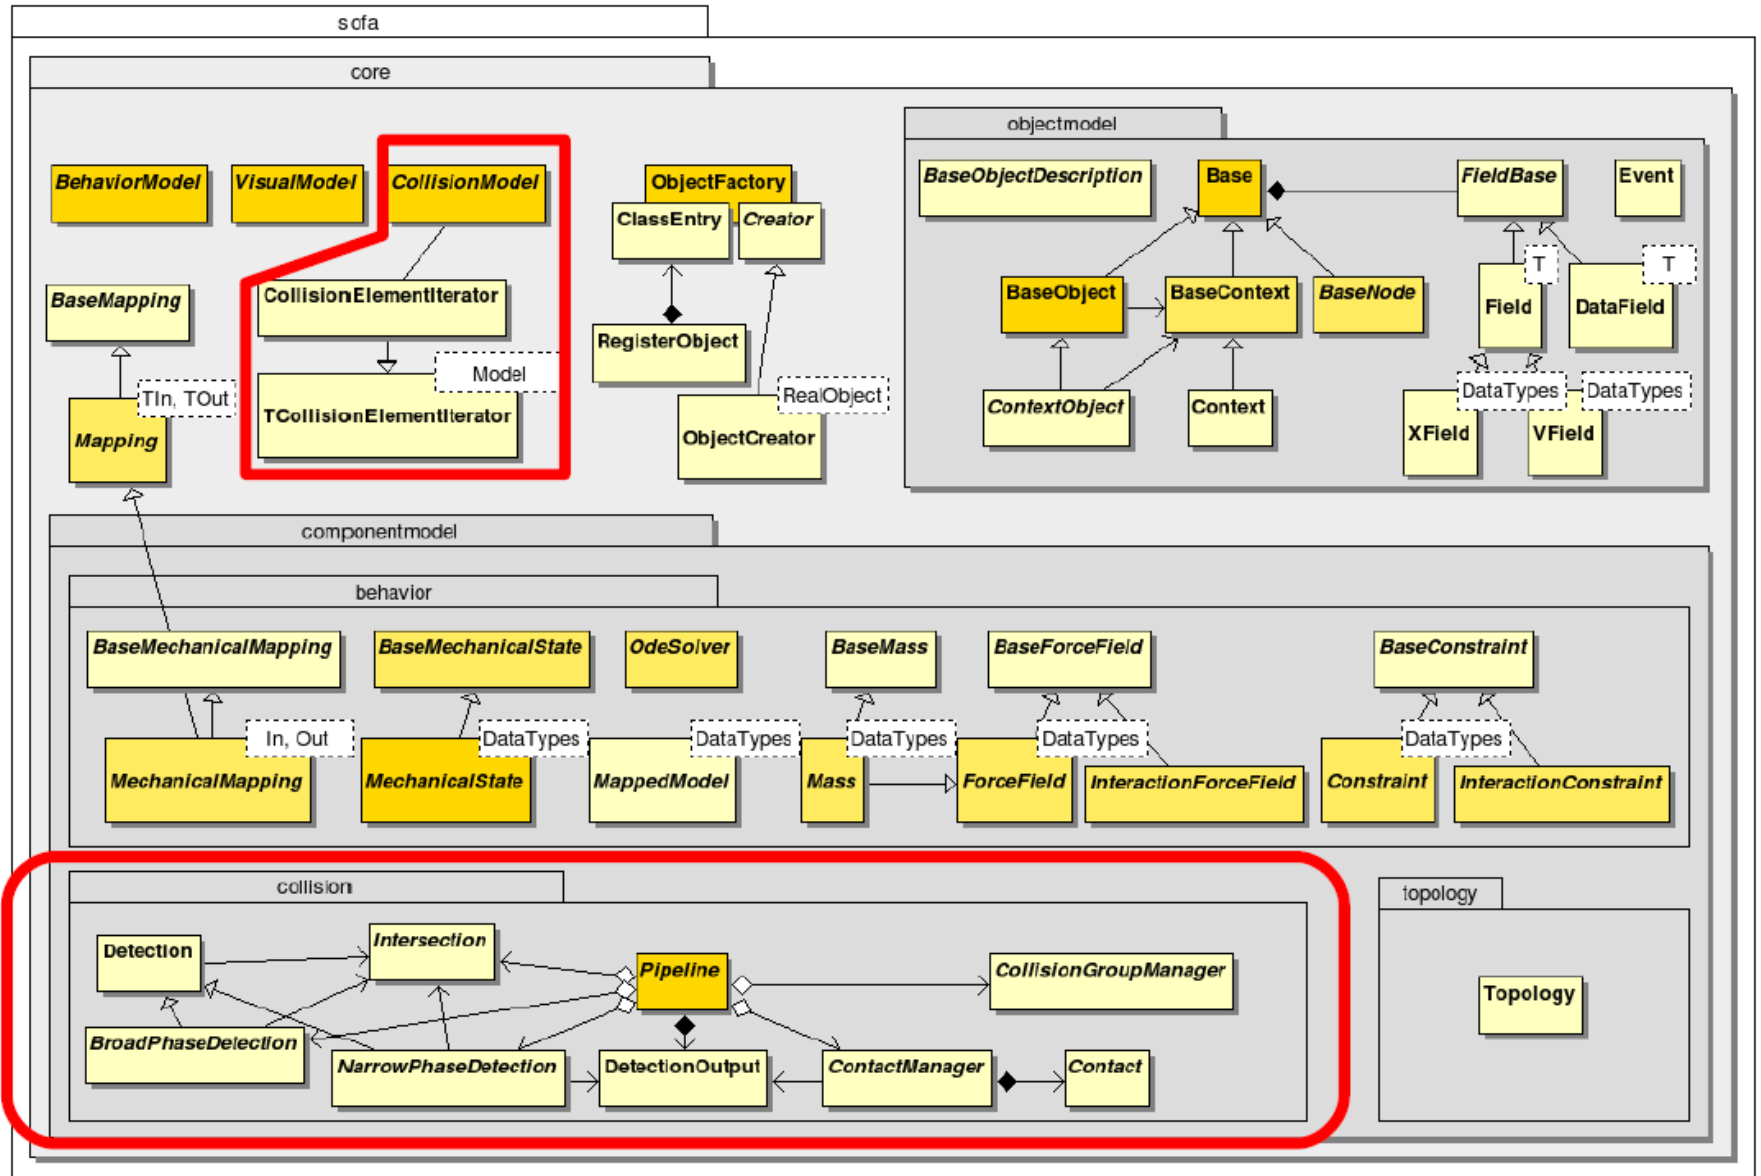 sofa
core
objectmodel
BehaviorModel
VisualModel
CollisionModel
ObjectFactory
ClassEntry
Creator
BaseObjectDescription
Base
FieldBase
Event
BaseMapping
CollisionElementIterator
RegisterObject
BaseObject
BaseContext
BaseNode
T
Field
T
DataField
TIn, TOut
Mapping
Model
TCollisionElementIterator
RealObject
ObjectCreator
ContextObject
Context
DataTypes
XField
DataTypes
VField
componentmodel
behavior
BaseMechanicalMapping
BaseMechanicalState
OdeSolver
BaseMass
BaseForceField
BaseConstraint
In, Out
MechanicalMapping
DataTypes
MechanicalState
DataTypes
MappedModel
DataTypes
Mass
DataTypes
ForceField
InteractionForceField
DataTypes
Constraint
InteractionConstraint
collision
topology
Detection
Intersection
Pipeline
CollisionGroupManager
Topology
BroadPhaseDetection
NarrowPhaseDetection
DetectionOutput
ContactManager
Contact